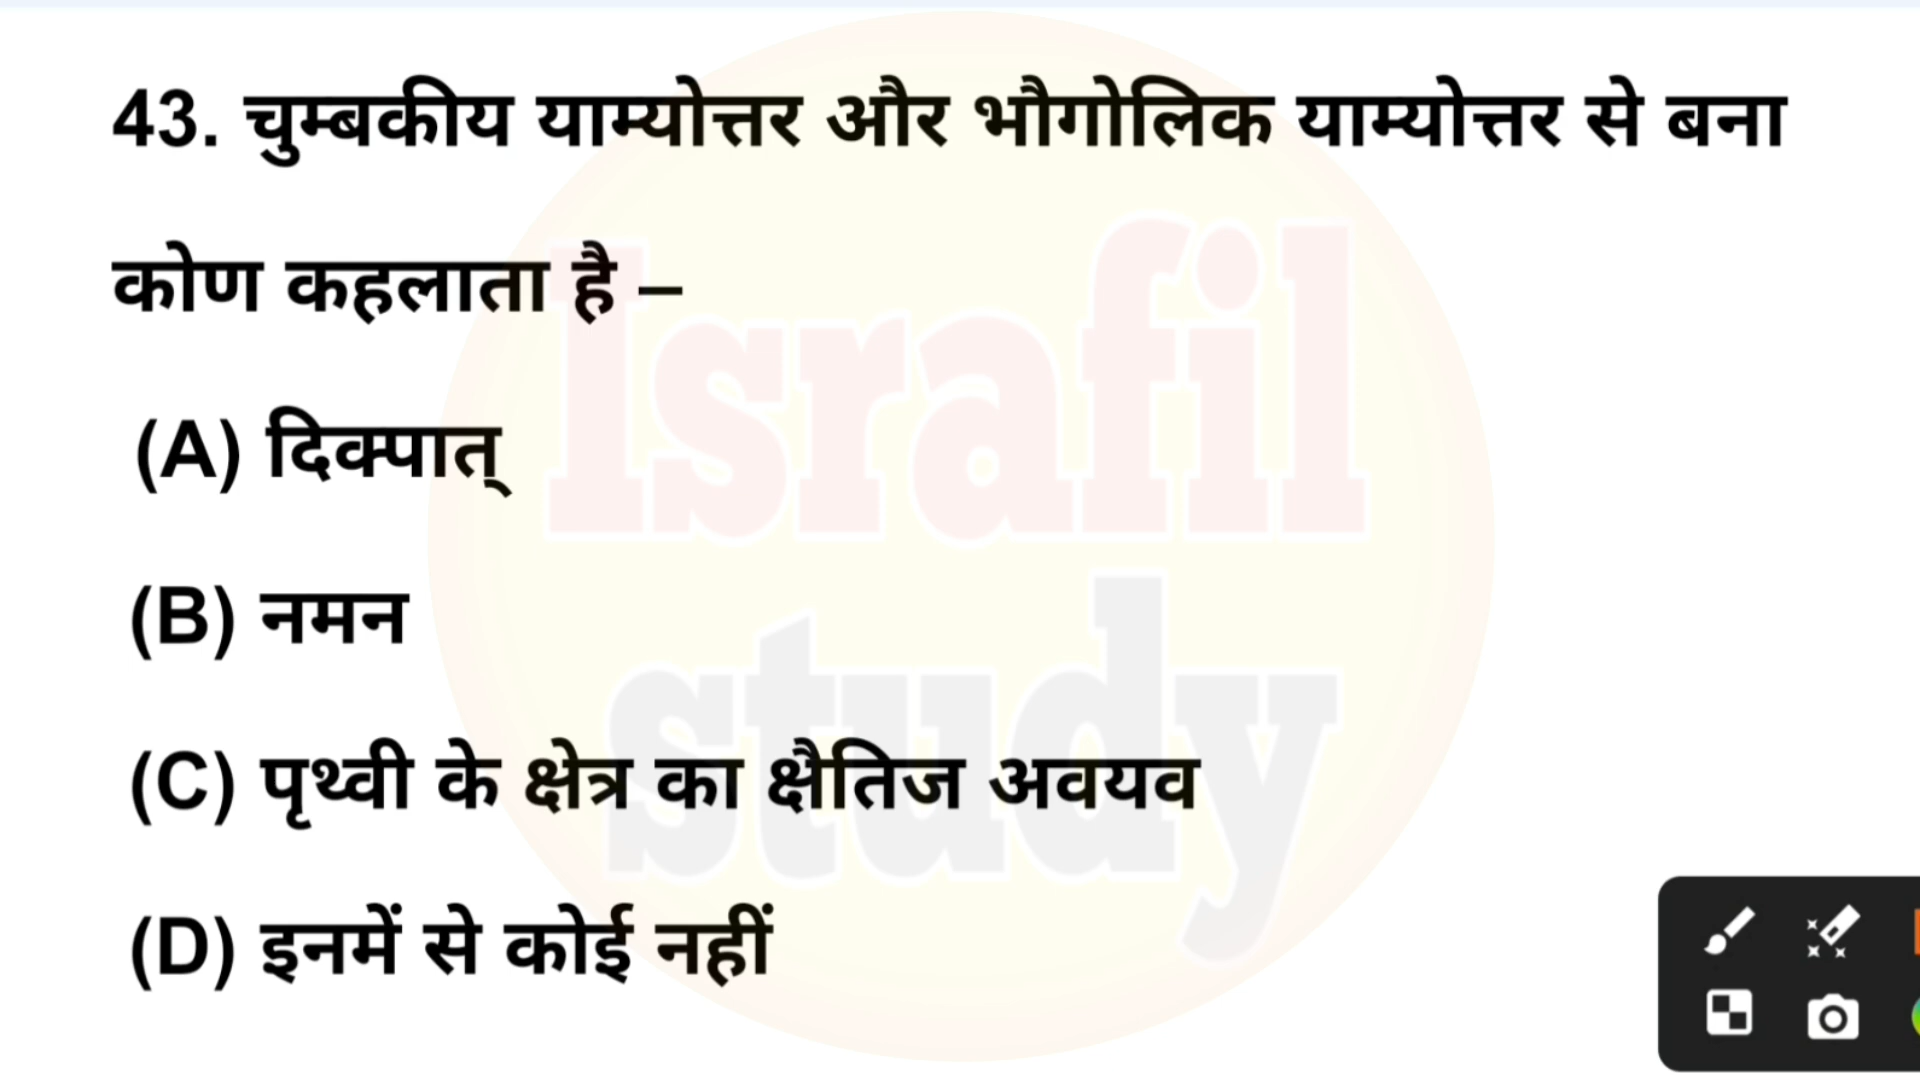 43. चुम्बकीय याम्योत्तर और भौगोलिक याम्योत्तर से बना
कोण कहलाता है –
(A) दिक्पात्
(B) नमन
(C) पृथ्वी के क्षेत्र का क्षैतिज अवयव
(D) इनमें से कोई नहीं
Israfil
study